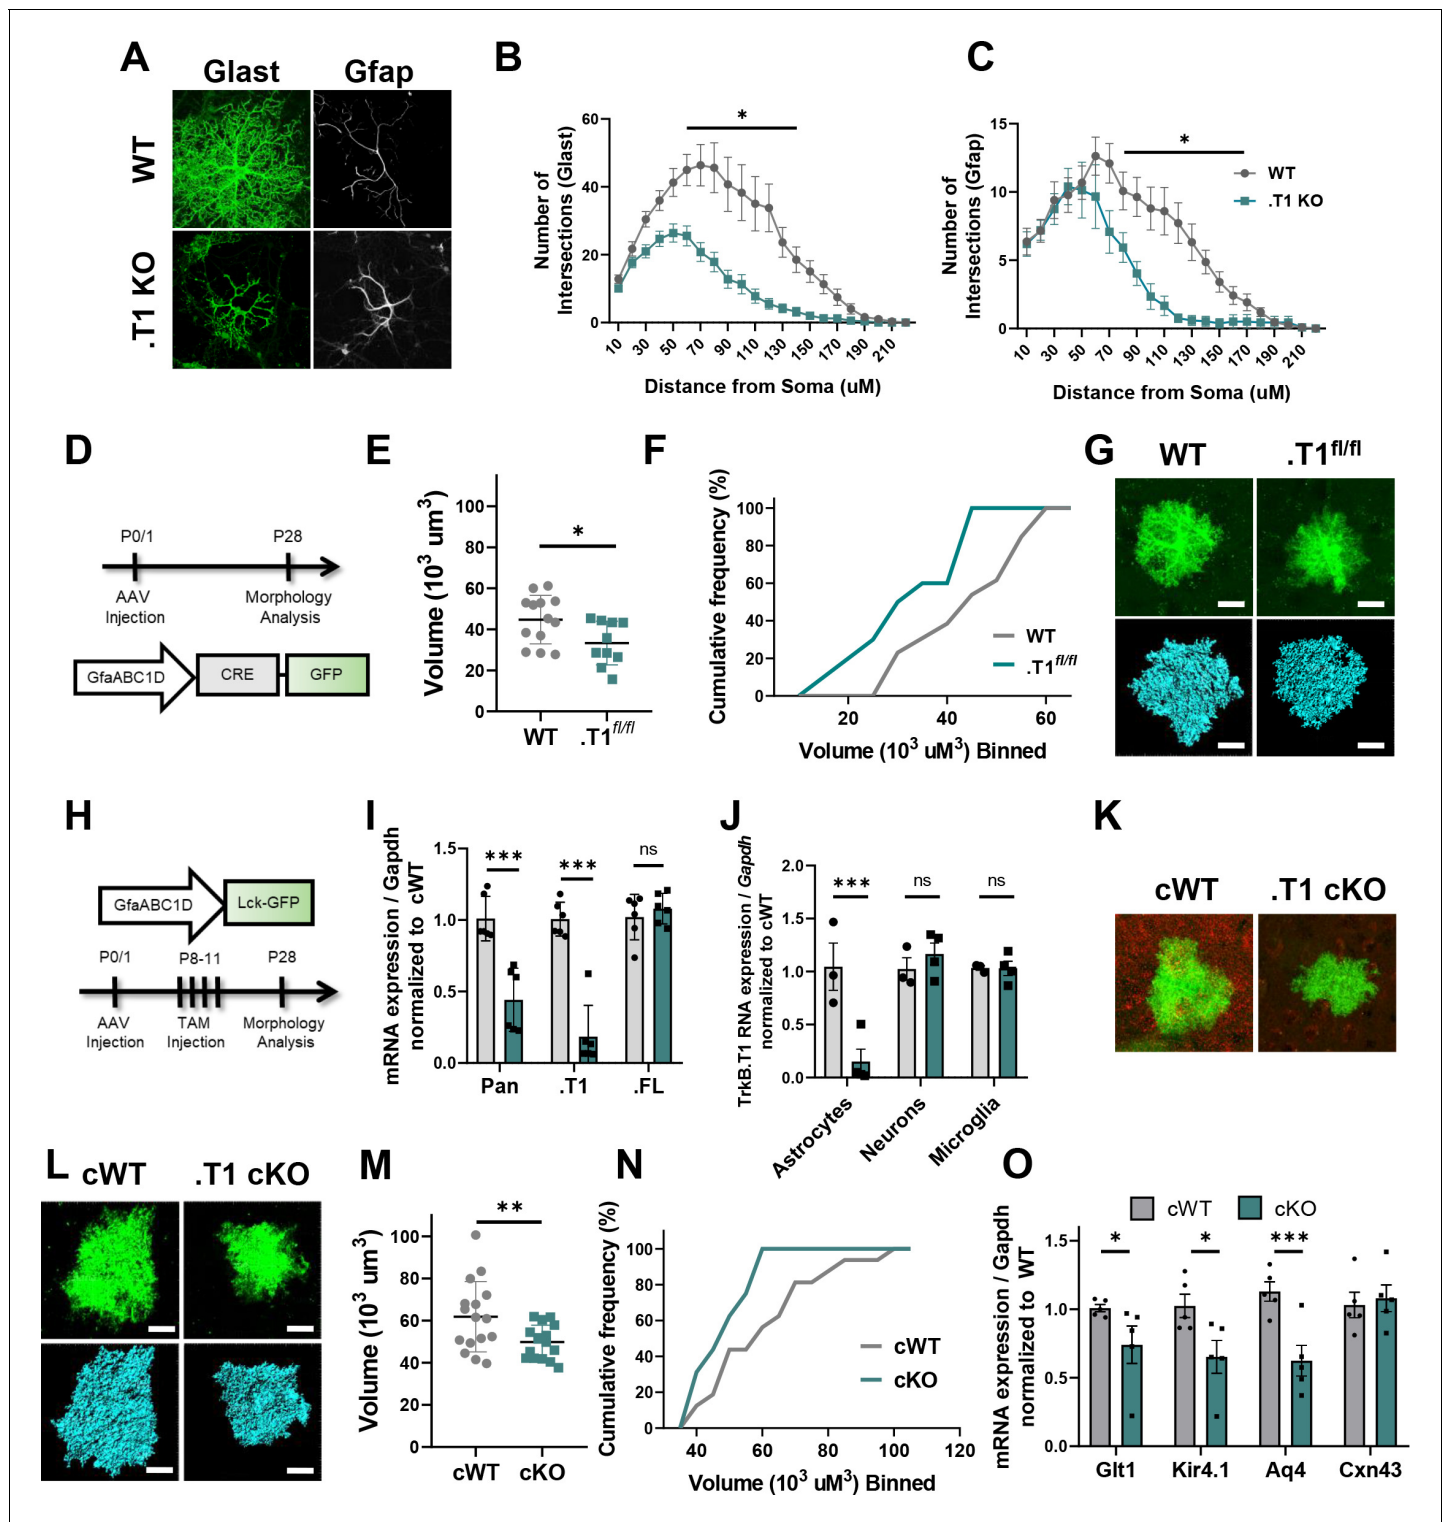 A
Glast
Gfap
WT
.T1 KO
B
Number of
Intersections (Glast)
60
40
20
0
*
10
30
50
70
90
110
130
150
170
190
210
Distance from Soma (uM)
C
Number of
Intersections (Gfap)
15
10
5
0
*
WT
.T1 KO
10
30
50
70
90
110
130
150
170
190
210
Distance from Soma (uM)
D
P0/1
P28
AAV
Injection
Morphology
Analysis
GfaABC1D
CRE
GFP
E
Volume (10³ um³)
100
80
60
40
20
0
*
WT
.T1fl/fl
F
Cumulative frequency (%)
100
80
60
40
20
0
WT
.T1fl/fl
20
40
60
Volume (10³ uM³) Binned
G
WT
.T1fl/fl
H
GfaABC1D
Lck-GFP
P0/1
P8-11
P28
AAV
Injection
TAM
Injection
Morphology
Analysis
I
mRNA expression / Gapdh
normalized to cWT
1.5
1.0
0.5
0.0
***
***
ns
Pan
.T1
.FL
J
TrkB.T1 RNA expression / Gapdh
normalized to cWT
2.0
1.5
1.0
0.5
0.0
***
ns
ns
Astrocytes
Neurons
Microglia
K
cWT
.T1 cKO
L
cWT
.T1 cKO
M
Volume (10³ um³)
100
80
60
40
20
0
**
cWT
cKO
N
Cumulative frequency (%)
100
80
60
40
20
0
cWT
cKO
40
60
80
100
120
Volume (10³ uM³) Binned
O
cWT
cKO
mRNA expression / Gapdh
normalized to WT
1.5
1.0
0.5
0.0
*
*
***
Glt1
Kir4.1
Aq4
Cxn43